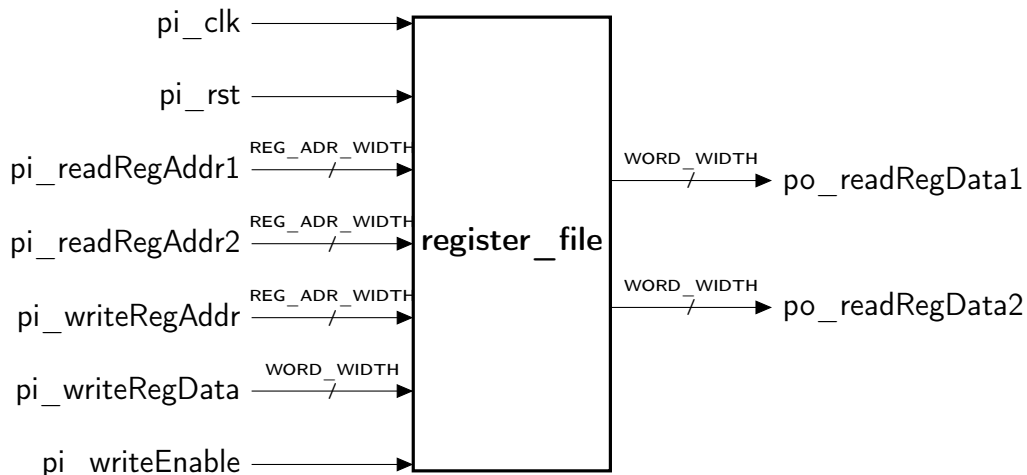 pi_clk
pi_rst
REG_ADR_WIDTH
pi_readRegAddr1
WORD_WIDTH
po_readRegData1
REG_ADR_WIDTH
pi_readRegAddr2
register_file
REG_ADR_WIDTH
pi_writeRegAddr
WORD_WIDTH
po_readRegData2
WORD_WIDTH
pi_writeRegData
pi_writeEnable